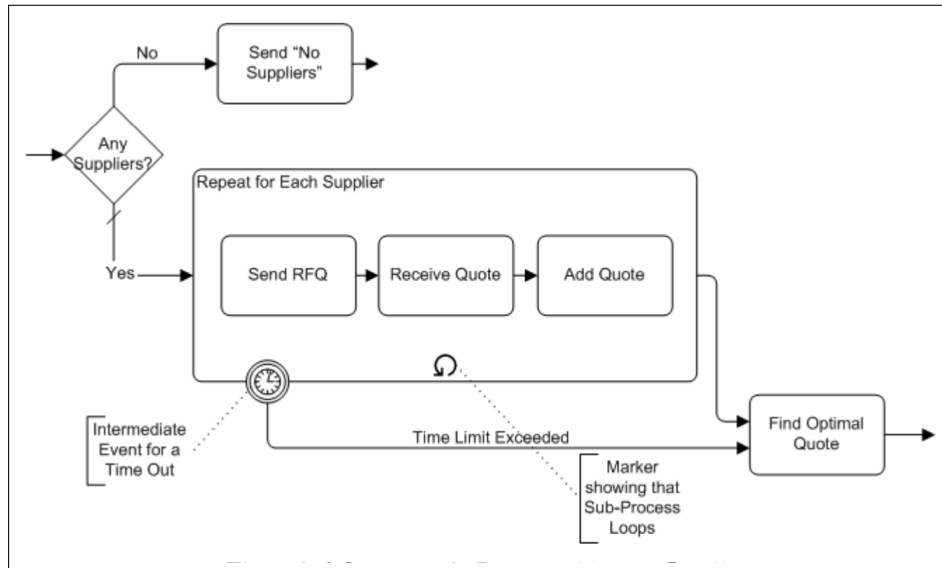 No
Send “No
Suppliers”
Any
Suppliers?
Yes
Repeat for Each Supplier
Send RFQ
Receive Quote
Add Quote
Intermediate
Event for a
Time Out
Time Limit Exceeded
Marker
showing that
Sub-Process
Loops
Find Optimal
Quote